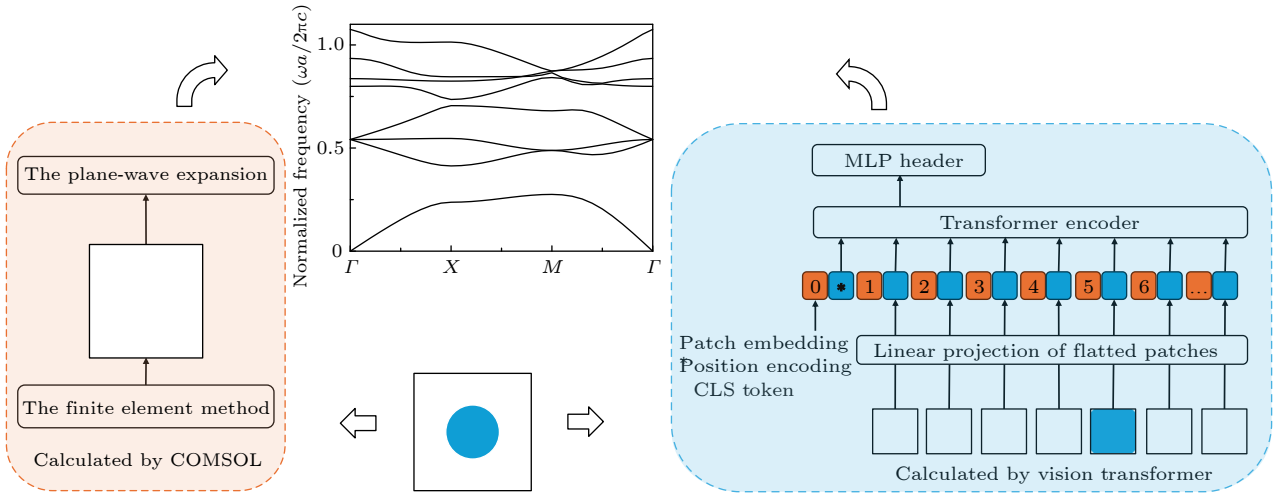 The plane-wave expansion
The finite element method
Calculated by COMSOL
Normalized frequency (ωa/2πc)
1.0
0.5
0
Γ X M Γ
MLP header
Transformer encoder
0 * 1 2 3 4 5 6 ...
Patch embedding
*Position encoding
CLS token
Linear projection of flatted patches
Calculated by vision transformer